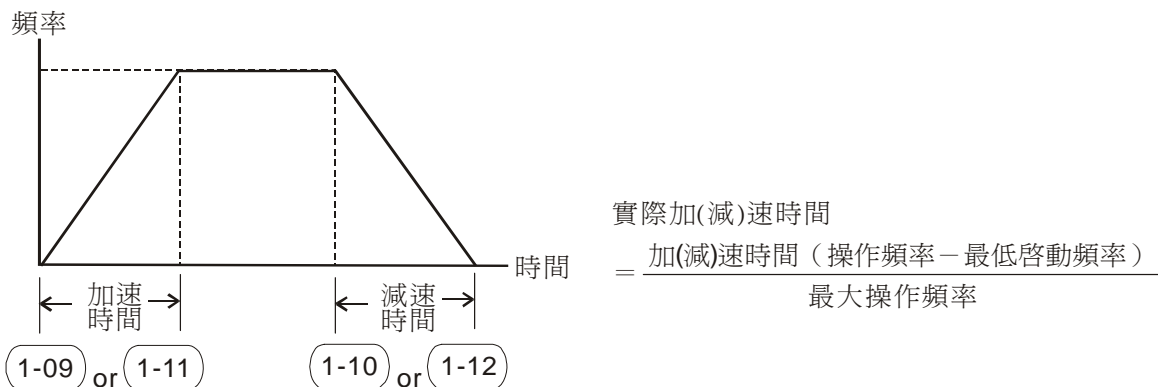 頻率
時間
加速
時間
減速
時間
1-09 or 1-11
1-10 or 1-12
實際加(減)速時間
= 加(減)速時間（操作頻率－最低啓動頻率）
最大操作頻率